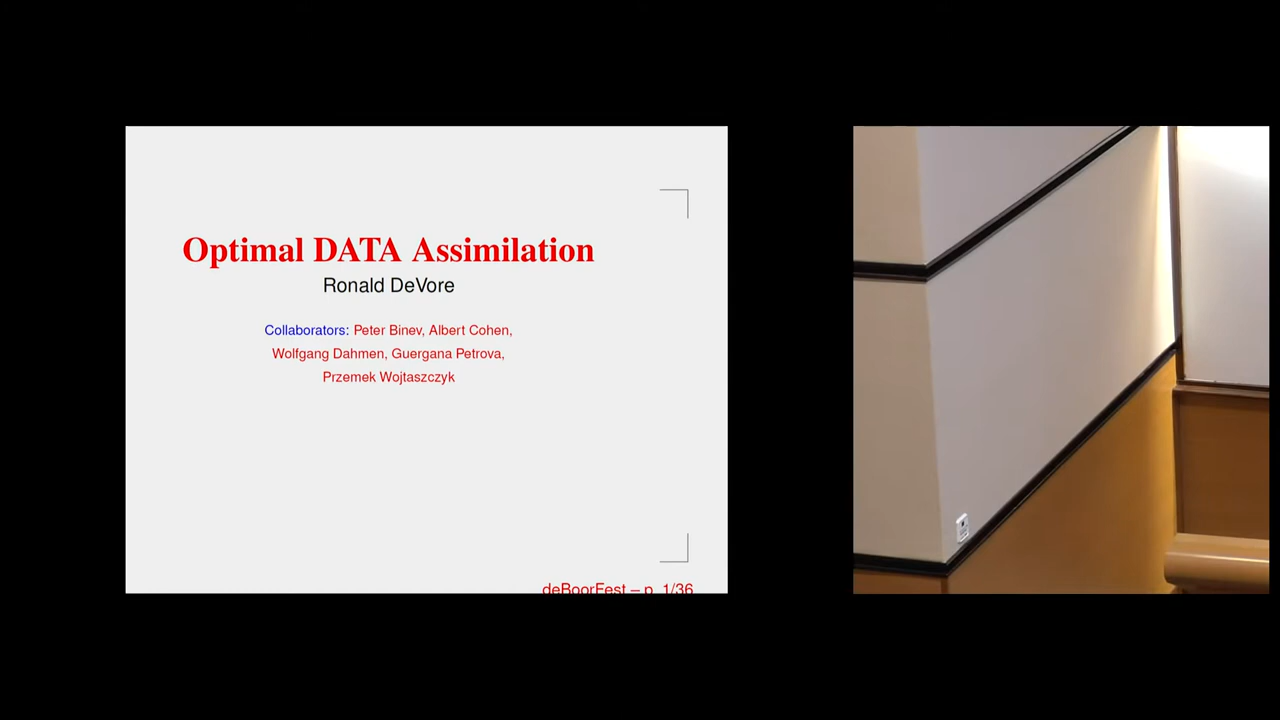 Optimal DATA Assimilation
Ronald DeVore
Collaborators: Peter Binev, Albert Cohen,
Wolfgang Dahmen, Guergana Petrova,
Przemek Wojtaszczyk
deBoorFest – p. 1/36